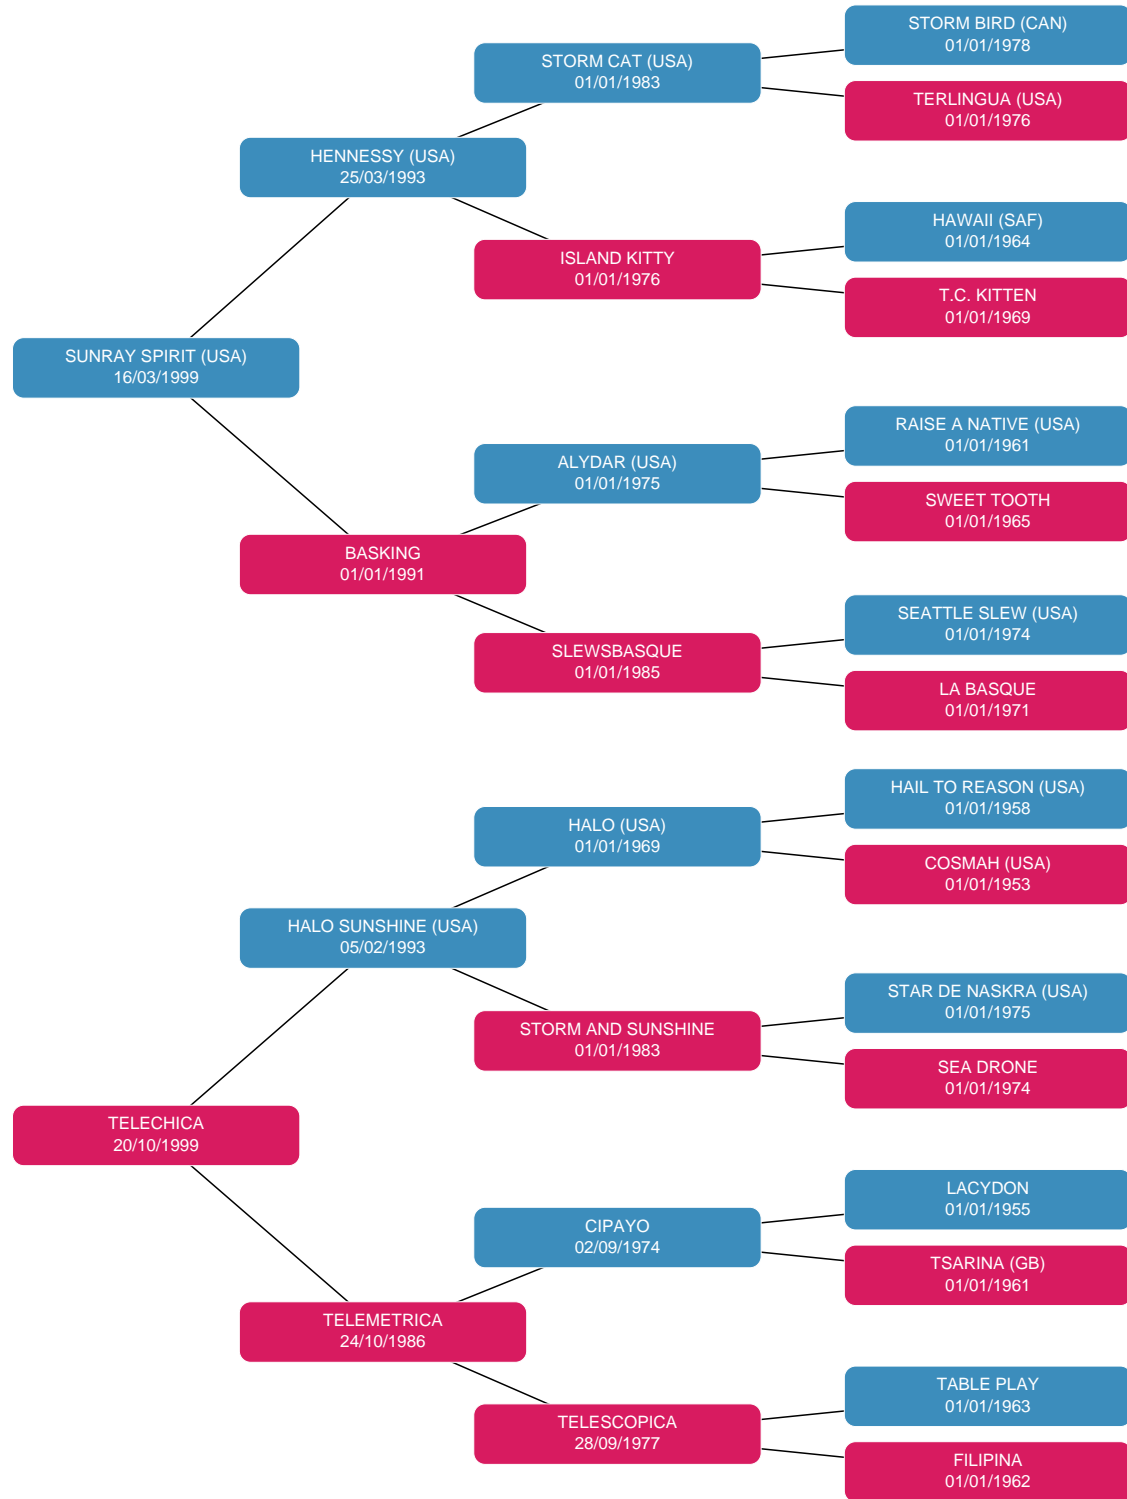 STORM BIRD (CAN)
01/01/1978
STORM CAT (USA)
01/01/1983
TERLINGUA (USA)
01/01/1976
HENNESSY (USA)
25/03/1993
HAWAII (SAF)
01/01/1964
ISLAND KITTY
01/01/1976
T.C. KITTEN
01/01/1969
SUNRAY SPIRIT (USA)
16/03/1999
RAISE A NATIVE (USA)
01/01/1961
ALYDAR (USA)
01/01/1975
SWEET TOOTH
01/01/1965
BASKING
01/01/1991
SEATTLE SLEW (USA)
01/01/1974
SLEWSBASQUE
01/01/1985
LA BASQUE
01/01/1971
HAIL TO REASON (USA)
01/01/1958
HALO (USA)
01/01/1969
COSMAH (USA)
01/01/1953
HALO SUNSHINE (USA)
05/02/1993
STAR DE NASKRA (USA)
01/01/1975
STORM AND SUNSHINE
01/01/1983
SEA DRONE
01/01/1974
TELECHICA
20/10/1999
LACYDON
01/01/1955
CIPAYO
02/09/1974
TSARINA (GB)
01/01/1961
TELEMETRICA
24/10/1986
TABLE PLAY
01/01/1963
TELESCOPICA
28/09/1977
FILIPINA
01/01/1962